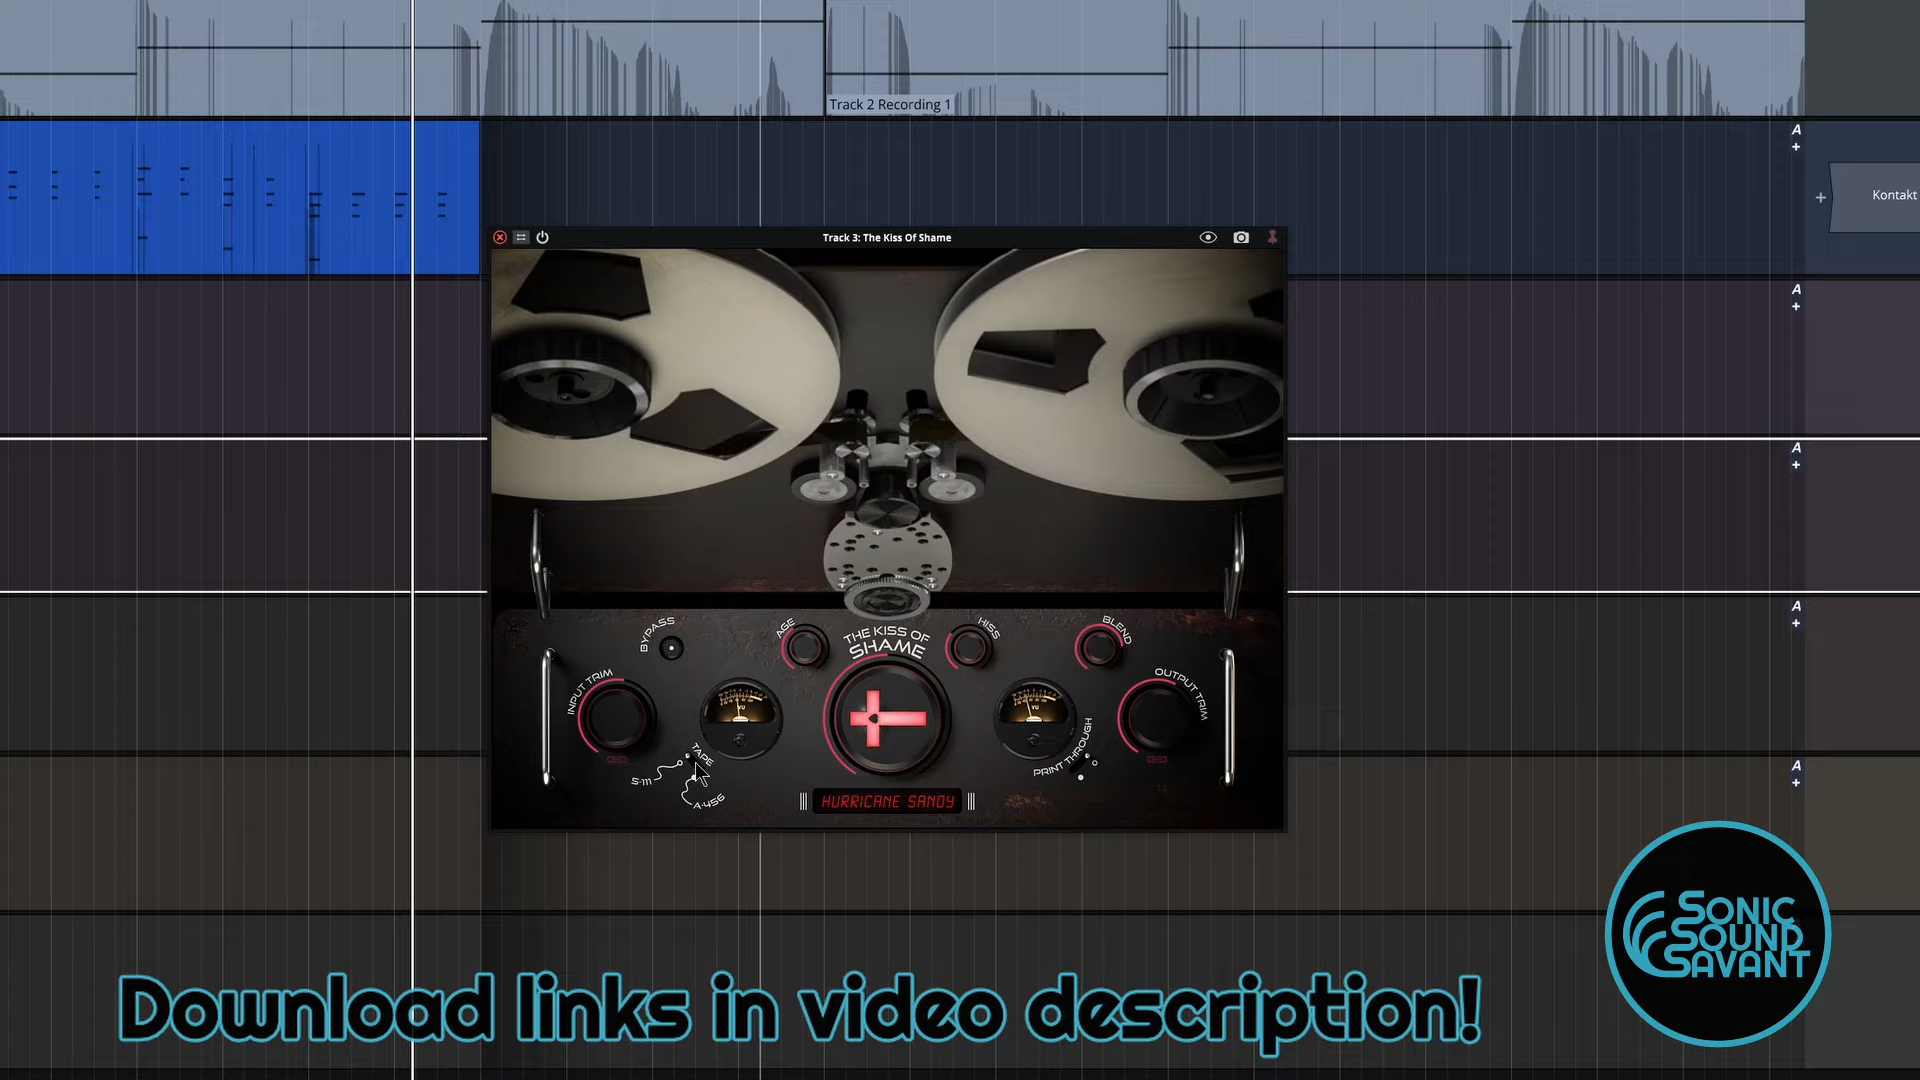 Track 2 Recording 1
A
+
+
Kontakt
Track 3: The Kiss Of Shame
A
+
A
+
A
+
BYPASS
AGE
THE KISS OF
SHAME
HISS
BLEND
INPUT TRIM
OUTPUT TRIM
VU
VU
TAPE
S-111
A-456
PRINT THROUGH
HURRICANE SANDY
A
+
SONIC
SOUND
SAVANT
Download links in video description!